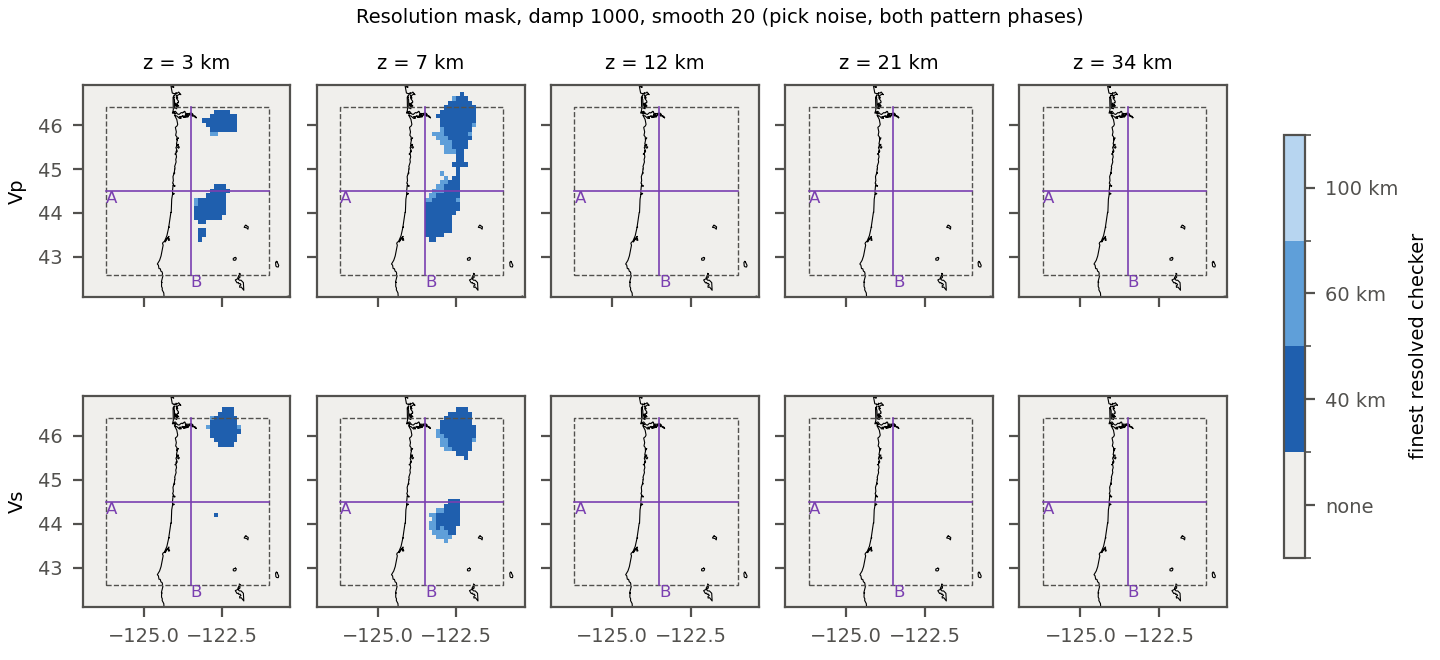 Resolution mask, damp 1000, smooth 20 (pick noise, both pattern phases)
z = 3 km
z = 7 km
z = 12 km
z = 21 km
z = 34 km
Vp
46
45
44
43
A
B
A
B
A
B
A
B
A
B
Vs
46
45
44
43
A
B
A
B
A
B
A
B
A
B
−125.0 −122.5
−125.0 −122.5
−125.0 −122.5
−125.0 −122.5
−125.0 −122.5
100 km
60 km
40 km
none
finest resolved checker